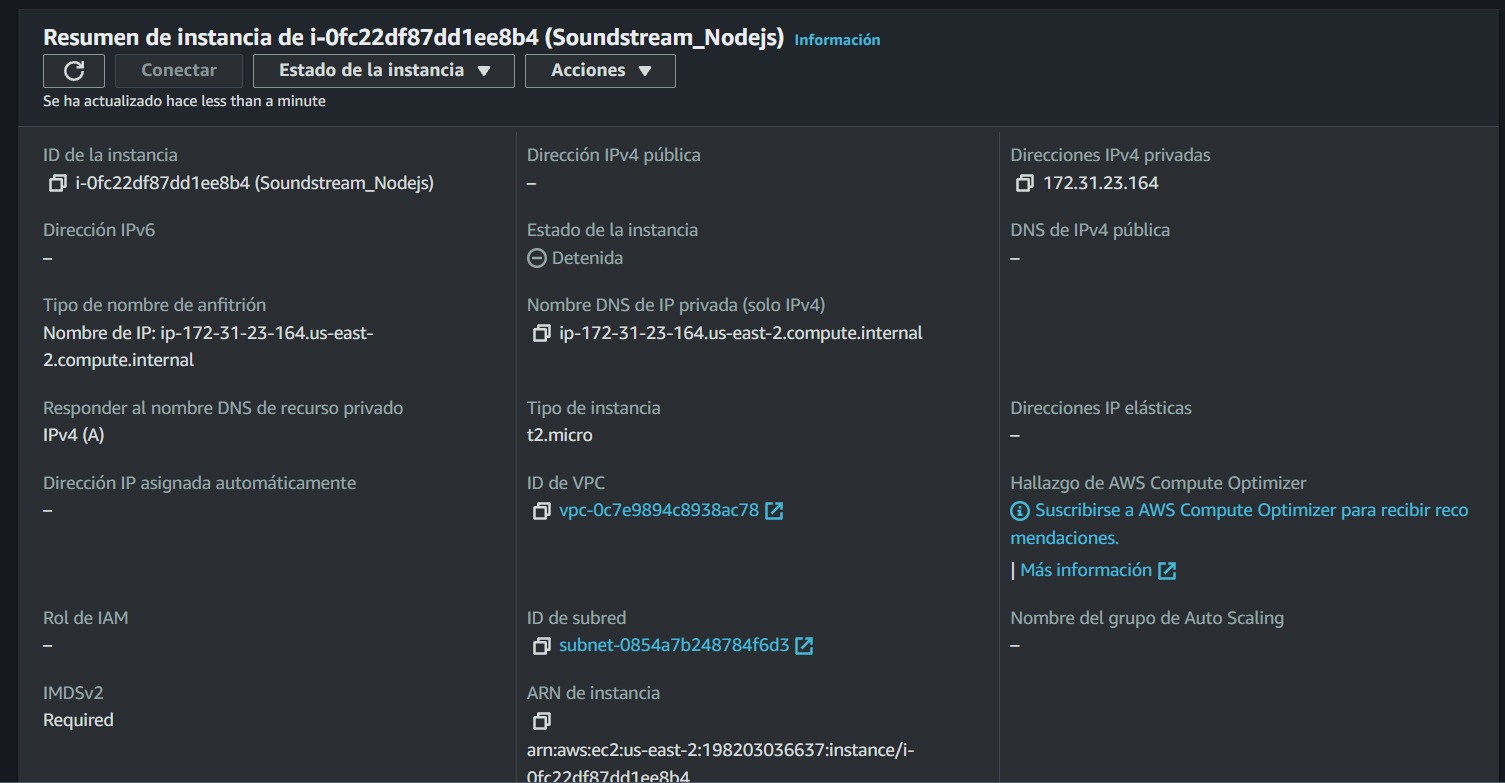 Resumen de instancia de i-0fc22df87dd1ee8b4 (Soundstream_Nodejs) Información
Conectar
Estado de la instancia
Acciones
Se ha actualizado hace less than a minute
ID de la instancia
i-0fc22df87dd1ee8b4 (Soundstream_Nodejs)
Dirección IPv4 pública
–
Direcciones IPv4 privadas
172.31.23.164
Dirección IPv6
–
Estado de la instancia
Detenida
DNS de IPv4 pública
–
Tipo de nombre de anfitrión
Nombre de IP: ip-172-31-23-164.us-east-
2.compute.internal
Nombre DNS de IP privada (solo IPv4)
ip-172-31-23-164.us-east-2.compute.internal
Responder al nombre DNS de recurso privado
IPv4 (A)
Tipo de instancia
t2.micro
Direcciones IP elásticas
–
Dirección IP asignada automáticamente
–
ID de VPC
vpc-0c7e9894c8938ac78
Hallazgo de AWS Compute Optimizer
Suscribirse a AWS Compute Optimizer para recibir reco
mendaciones.
| Más información
Rol de IAM
–
ID de subred
subnet-0854a7b248784f6d3
Nombre del grupo de Auto Scaling
–
IMDSv2
Required
ARN de instancia
arn:aws:ec2:us-east-2:198203036637:instance/i-
0fc22df87dd1ee8b4